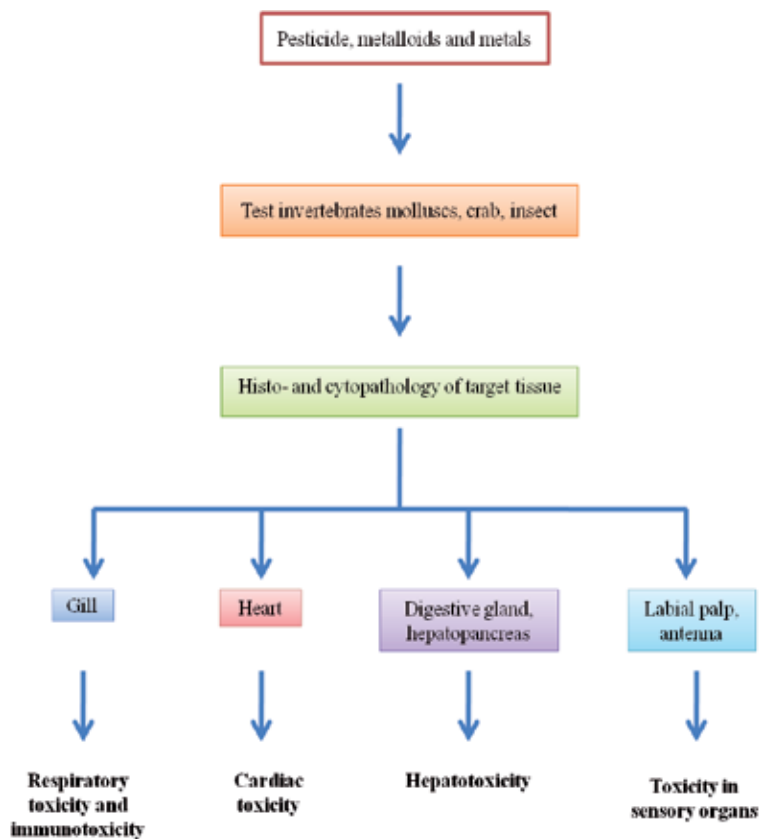 Pesticide, metalloids and metals
Test invertebrates molluscs, crab, insect
Histo- and cytopathology of target tissue
Gill
Heart
Digestive gland,
hepatopancreas
Labial palp,
antenna
Respiratory
toxicity and
immunotoxicity
Cardiac
toxicity
Hepatotoxicity
Toxicity in
sensory organs